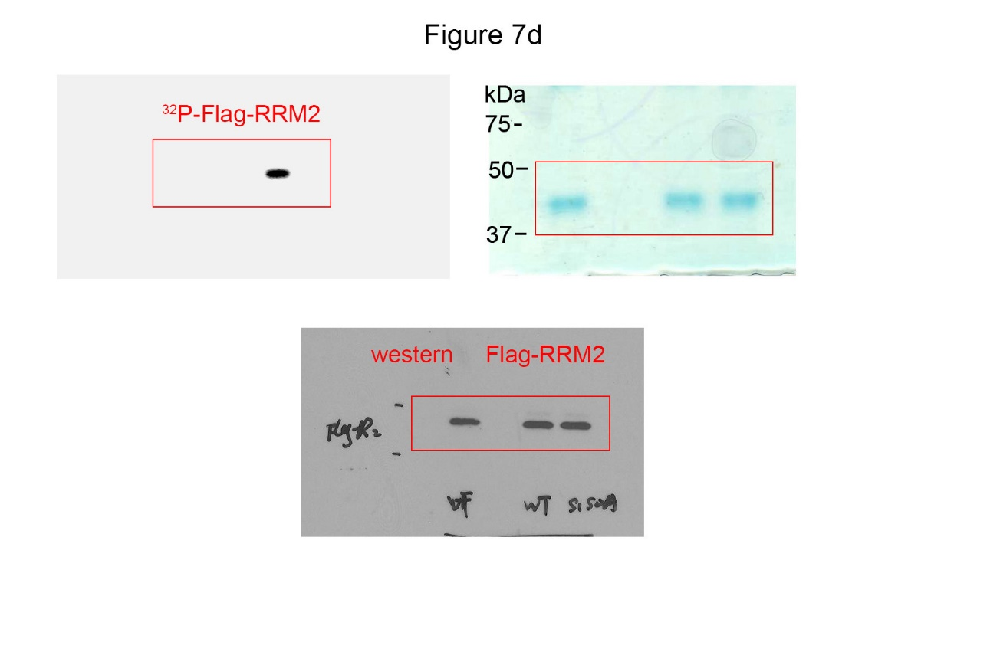 Figure 7d
32P-Flag-RRM2
kDa
75-
50-
37-
western Flag-RRM2
WT